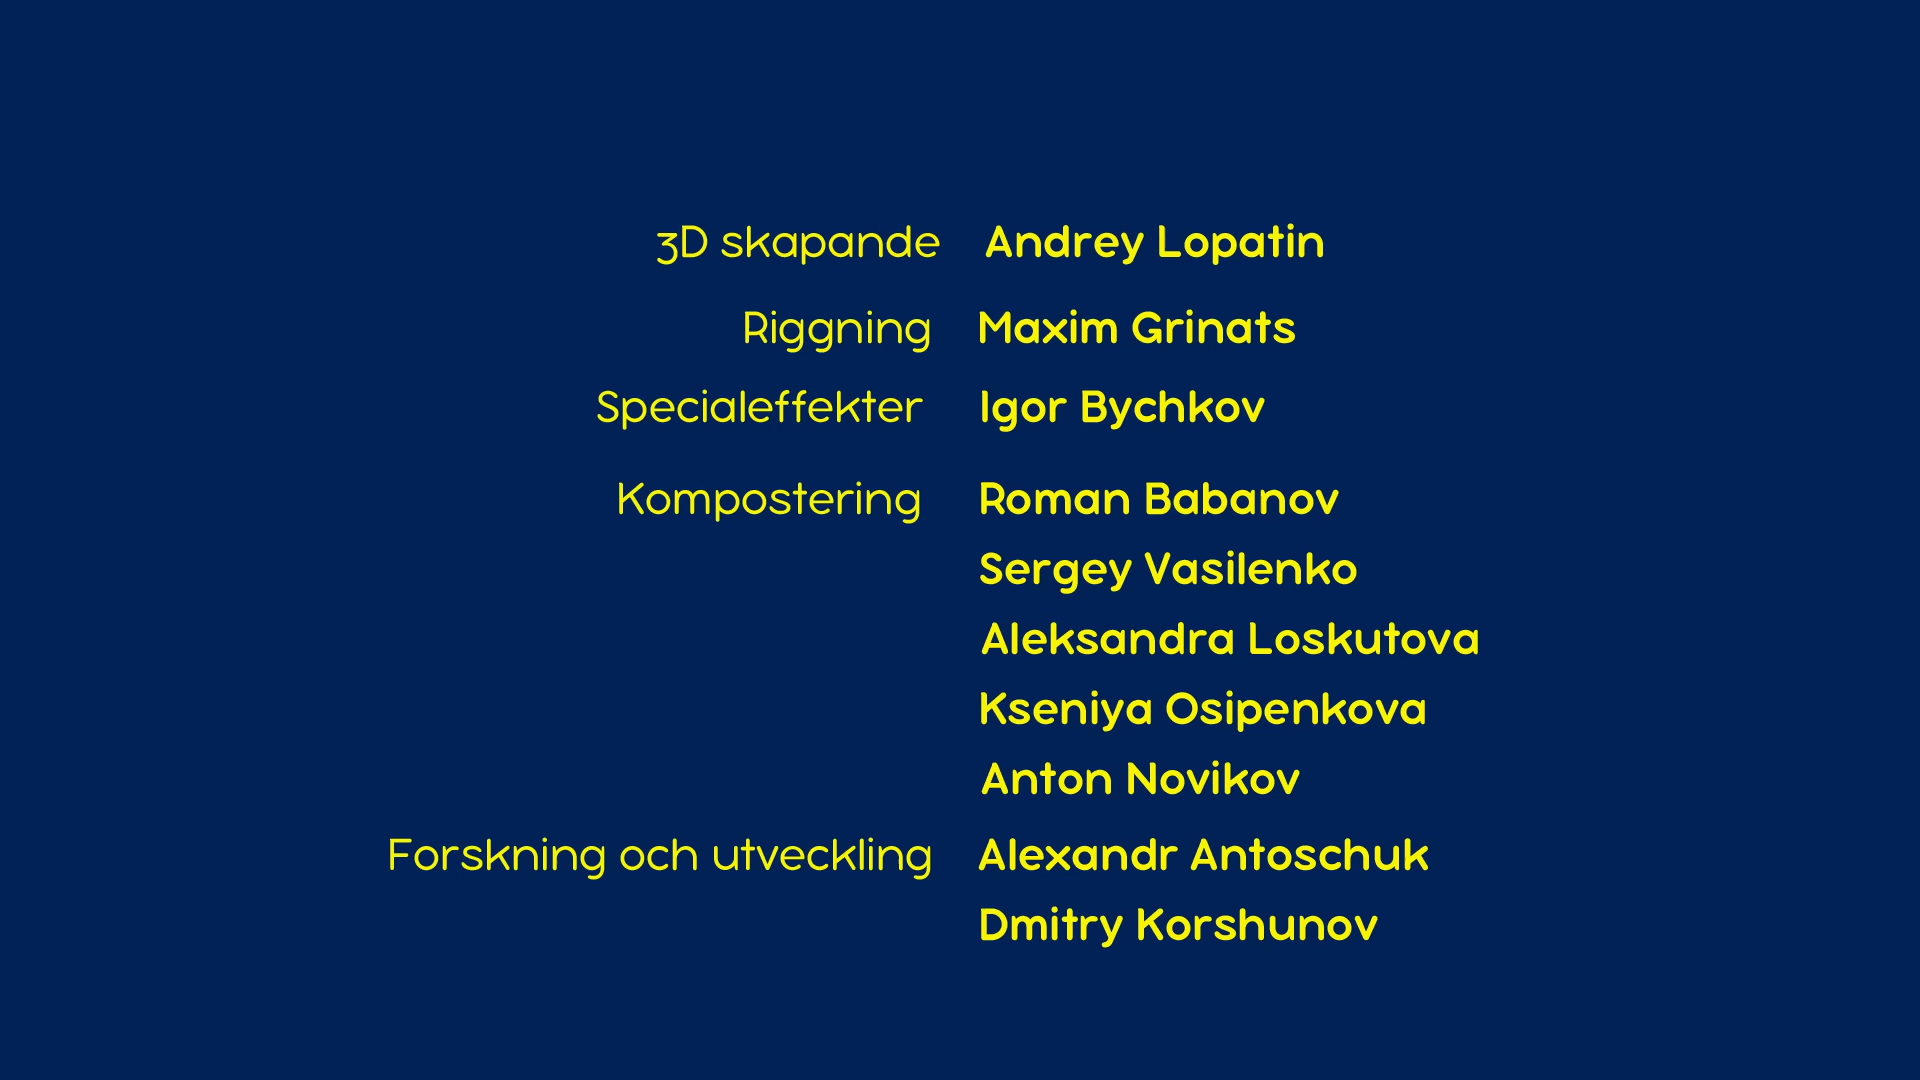 3D skapande Andrey Lopatin
Riggning Maxim Grinats
Specialeffekter Igor Bychkov
Kompostering Roman Babanov
Sergey Vasilenko
Aleksandra Loskutova
Kseniya Osipenkova
Anton Novikov
Forskning och utveckling Alexandr Antoschuk
Dmitry Korshunov